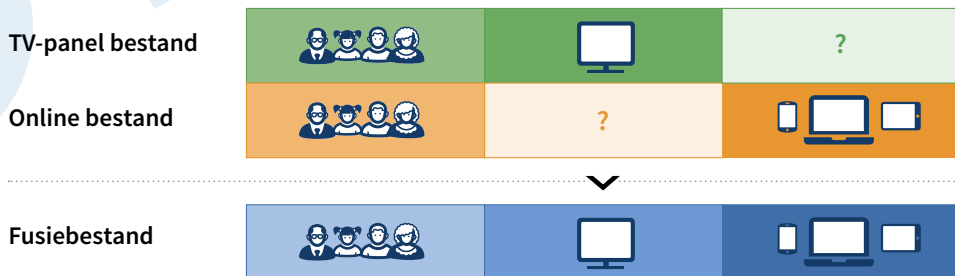 TV-panel bestand
?
Online bestand
?
Fusiebestand